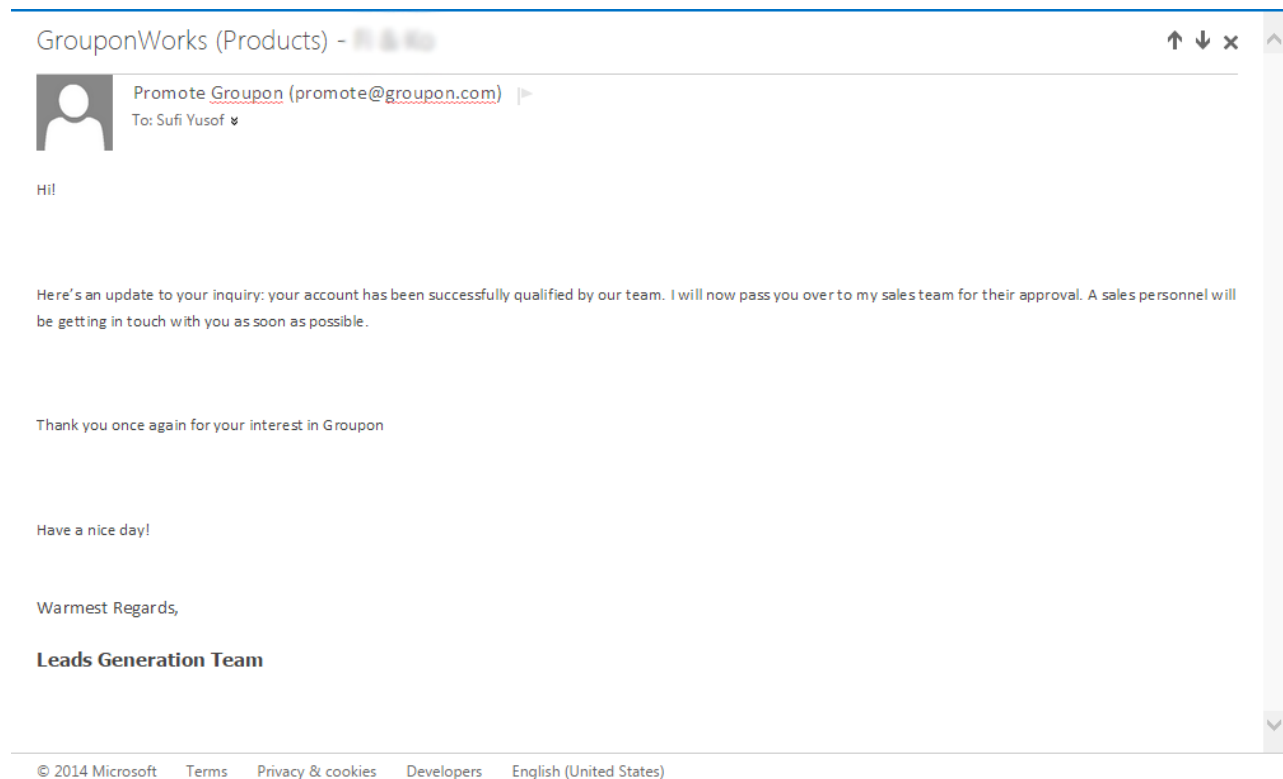 GrouponWorks (Products) -
Promote Groupon (promote@groupon.com)
To: Sufi Yusof
Hi!
Here's an update to your inquiry: your account has been successfully qualified by our team. I will now pass you over to my sales team for their approval. A sales personnel will
be getting in touch with you as soon as possible.
Thank you once again for your interest in Groupon
Have a nice day!
Warmest Regards,
Leads Generation Team
© 2014 Microsoft Terms Privacy & cookies Developers English (United States)